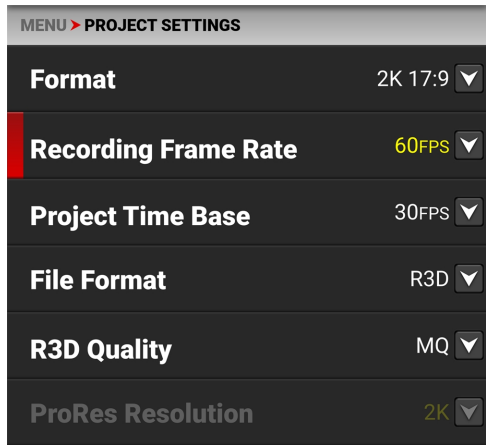 MENU > PROJECT SETTINGS
Format 2K 17:9
Recording Frame Rate 60FPS
Project Time Base 30FPS
File Format R3D
R3D Quality MQ
ProRes Resolution 2K